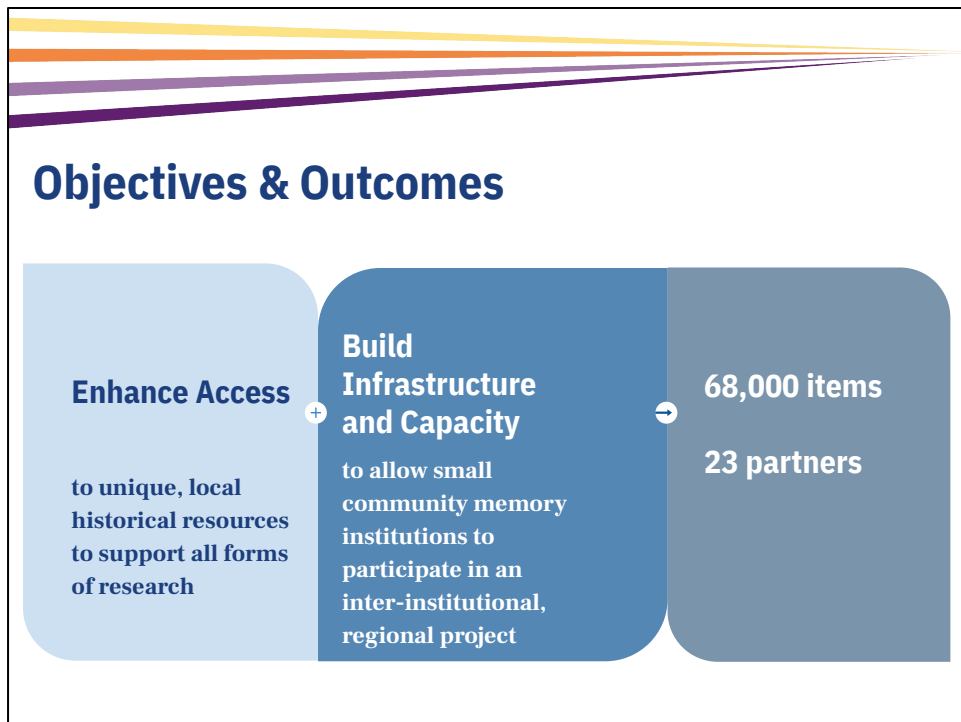 Objectives & Outcomes
Enhance Access
to unique, local
historical resources
to support all forms
of research
+
Build
Infrastructure
and Capacity
to allow small
community memory
institutions to
participate in an
inter-institutional,
regional project
→
68,000 items
23 partners